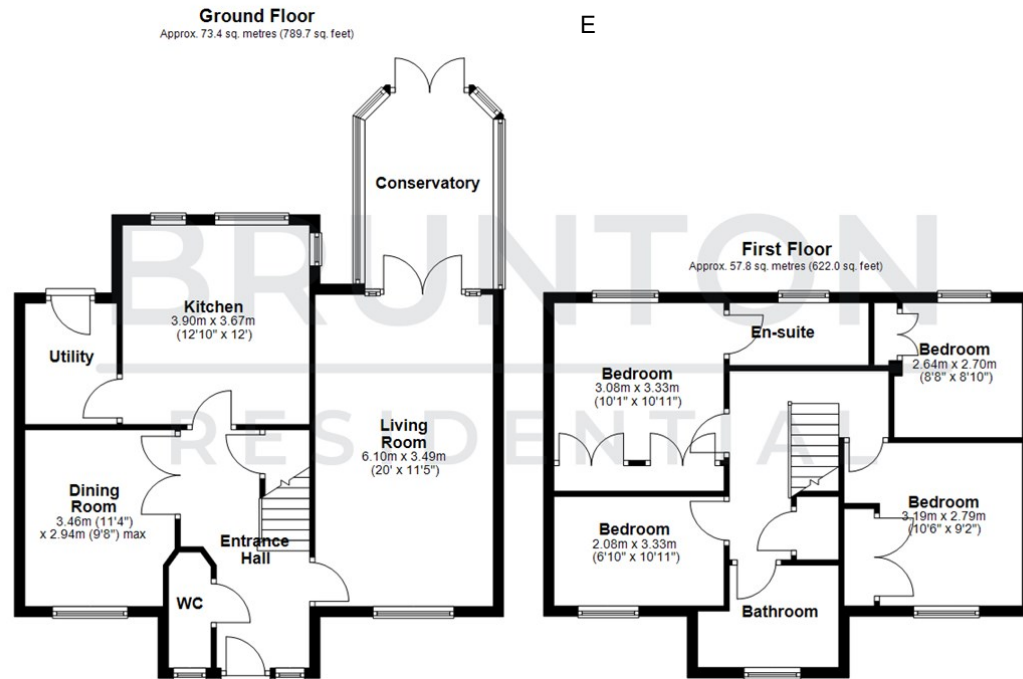 Ground Floor
Approx. 73.4 sq. metres (789.7 sq. feet)
E
Conservatory
BRUNTON
RESIDENTIAL
Kitchen
3.90m x 3.67m
(12'10" x 12')
Utility
Living
Room
6.10m x 3.49m
(20' x 11'5")
Dining
Room
3.46m (11'4")
x 2.94m (9'8") max
Entrance
Hall
WC
First Floor
Approx. 57.8 sq. metres (622.0 sq. feet)
En-suite
Bedroom
2.64m x 2.70m
(8'8" x 8'10")
Bedroom
3.08m x 3.33m
(10'1" x 10'11")
Bedroom
3.19m x 2.79m
(10'6" x 9'2")
Bedroom
2.08m x 3.33m
(6'10" x 10'11")
Bathroom